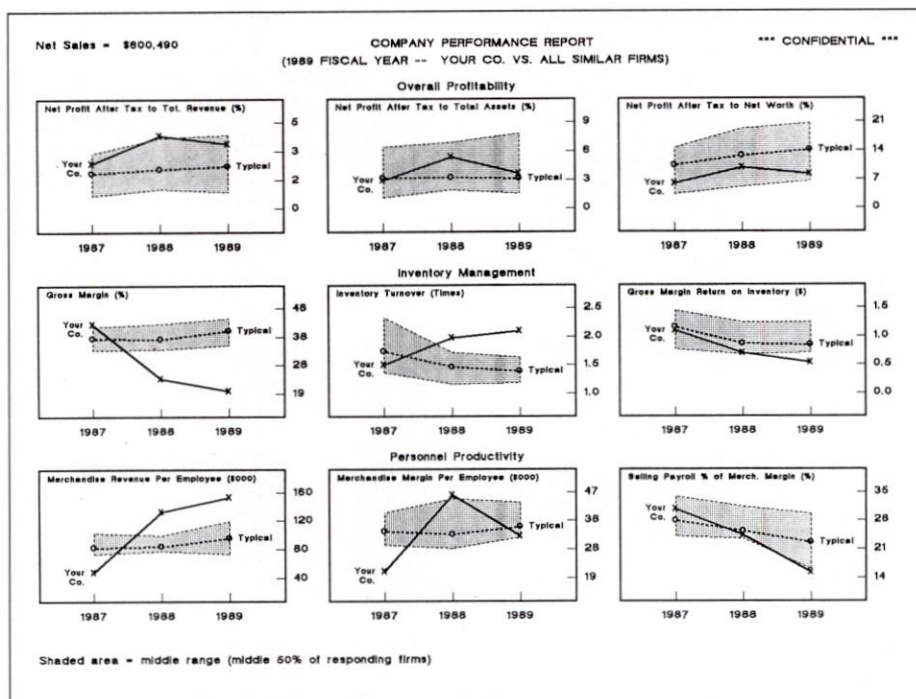 Net Sales = $600,490
COMPANY PERFORMANCE REPORT
*** CONFIDENTIAL ***
(1989 FISCAL YEAR -- YOUR CO. VS. ALL SIMILAR FIRMS)
Overall Profitability
Net Profit After Tax to Tot. Revenue (%)
5
3
2
0
Your Co.
Typical
1987 1988 1989
Net Profit After Tax to Total Assets (%)
9
6
3
0
Your Co.
Typical
1987 1988 1989
Net Profit After Tax to Net Worth (%)
21
14
7
0
Your Co.
Typical
1987 1988 1989
Inventory Management
Gross Margin (%)
48
38
28
19
Your Co.
Typical
1987 1988 1989
Inventory Turnover (Times)
2.5
2.0
1.5
1.0
Your Co.
Typical
1987 1988 1989
Gross Margin Return on Inventory ($)
1.5
1.0
0.5
0.0
Your Co.
Typical
1987 1988 1989
Personnel Productivity
Merchandise Revenue Per Employee ($000)
160
120
80
40
Your Co.
Typical
1987 1988 1989
Merchandise Margin Per Employee ($000)
47
38
28
19
Your Co.
Typical
1987 1988 1989
Selling Payroll % of Merch. Margin (%)
35
28
21
14
Your Co.
Typical
1987 1988 1989
Shaded area = middle range (middle 50% of responding firms)